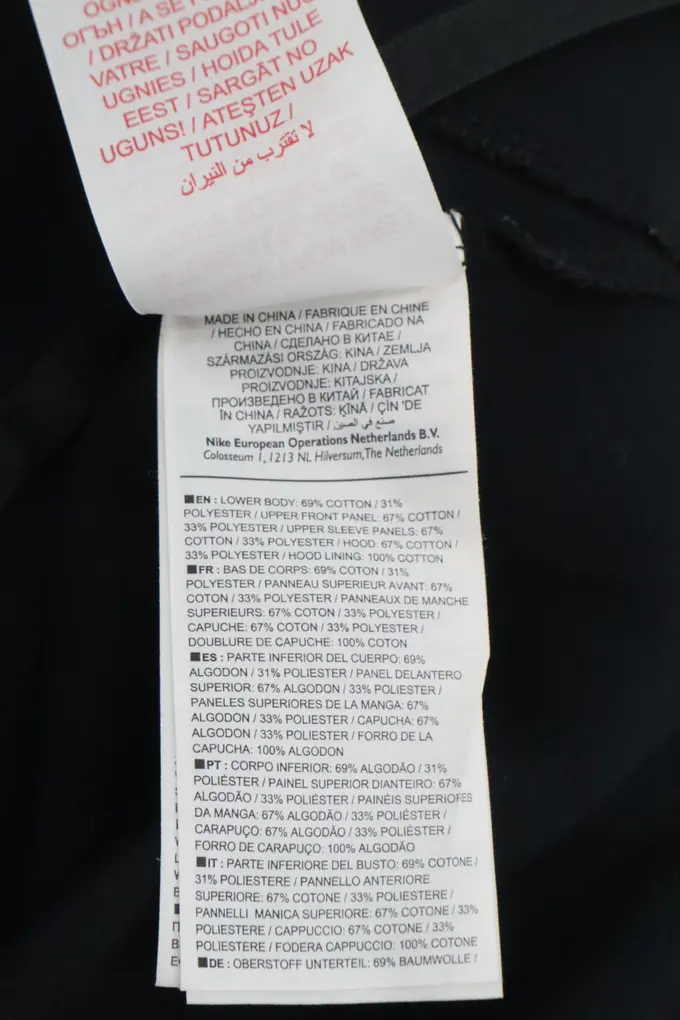 ОГЪН / A SE
/ DRŽATI PODALJ
VATRE / SAUGOTI NUO
UGNIES / HOIDA TULE
EEST / SARGĀT NO
UGUNS! / ATEŞTEN UZAK
TUTUNUZ /
لا تقترب من النيران
MADE IN CHINA / FABRIQUE EN CHINE
/ HECHO EN CHINA / FABRICADO NA
CHINA / СДЕЛАНО В КИТАЕ /
SZÁRMAZÁSI ORSZÁG: KINA / ZEMLJA
PROIZVODNJE: KINA / DRŽAVA
PROIZVODNJE: KITAJSKA /
ПРОИЗВЕДЕНО В КИТАЙ / FABRICAT
ÎN CHINA / RAŽOTS: ĶĪNĀ / ÇİN 'DE
YAPILMIŞTIR / صنع في الصين
Nike European Operations Netherlands B.V.
Colosseum 1, 1213 NL Hilversum, The Netherlands
■EN : LOWER BODY: 69% COTTON / 31%
POLYESTER / UPPER FRONT PANEL: 67% COTTON /
33% POLYESTER / UPPER SLEEVE PANELS: 67%
COTTON / 33% POLYESTER / HOOD: 67% COTTON /
33% POLYESTER / HOOD LINING: 100% COTTON
■FR : BAS DE CORPS: 69% COTON / 31%
POLYESTER / PANNEAU SUPERIEUR AVANT: 67%
COTON / 33% POLYESTER / PANNEAUX DE MANCHE
SUPERIEURS: 67% COTON / 33% POLYESTER /
CAPUCHE: 67% COTON / 33% POLYESTER /
DOUBLURE DE CAPUCHE: 100% COTON
■ES : PARTE INFERIOR DEL CUERPO: 69%
ALGODON / 31% POLIESTER / PANEL DELANTERO
SUPERIOR: 67% ALGODON / 33% POLIESTER /
PANELES SUPERIORES DE LA MANGA: 67%
ALGODON / 33% POLIESTER / CAPUCHA: 67%
ALGODON / 33% POLIESTER / FORRO DE LA
CAPUCHA: 100% ALGODON
■PT : CORPO INFERIOR: 69% ALGODÃO / 31%
POLIÉSTER / PAINEL SUPERIOR DIANTEIRO: 67%
ALGODÃO / 33% POLIÉSTER / PAINÉIS SUPERIORES
DA MANGA: 67% ALGODÃO / 33% POLIÉSTER /
CARAPUÇO: 67% ALGODÃO / 33% POLIÉSTER /
FORRO DE CARAPUÇO: 100% ALGODÃO
■IT : PARTE INFERIORE DEL BUSTO: 69% COTONE /
31% POLIESTERE / PANNELLO ANTERIORE
SUPERIORE: 67% COTONE / 33% POLIESTERE /
PANNELLI MANICA SUPERIORE: 67% COTONE / 33%
POLIESTERE / CAPPUCCIO: 67% COTONE / 33%
POLIESTERE / FODERA CAPPUCCIO: 100% COTONE
■DE : OBERSTOFF UNTERTEIL: 69% BAUMWOLLE /